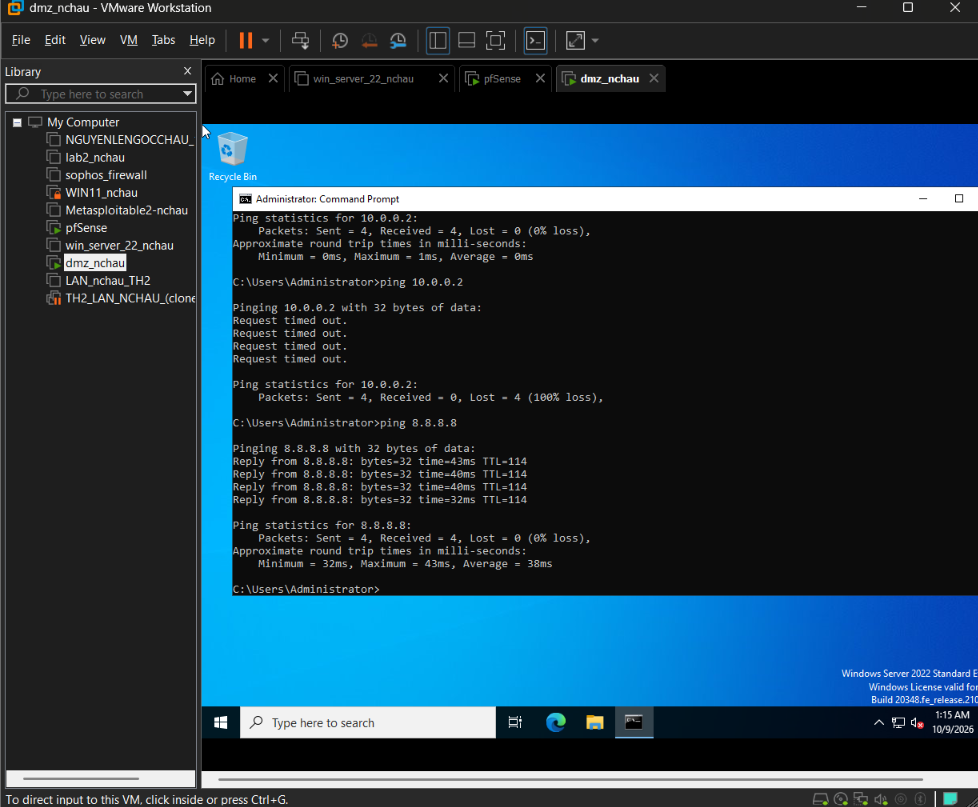 dmz_nchau - VMware Workstation
File Edit View VM Tabs Help
Library
Type here to search
My Computer
NGUYENLENGOCCHAU_
lab2_nchau
sophos_firewall
WIN11_nchau
Metasploitable2-nchau
pfSense
win_server_22_nchau
dmz_nchau
LAN_nchau_TH2
TH2_LAN_NCHAU_(clone
Home win_server_22_nchau pfSense dmz_nchau
Recycle Bin
Administrator: Command Prompt
Ping statistics for 10.0.0.2:
Packets: Sent = 4, Received = 4, Lost = 0 (0% loss),
Approximate round trip times in milli-seconds:
Minimum = 0ms, Maximum = 1ms, Average = 0ms
C:\Users\Administrator>ping 10.0.0.2
Pinging 10.0.0.2 with 32 bytes of data:
Request timed out.
Request timed out.
Request timed out.
Request timed out.
Ping statistics for 10.0.0.2:
Packets: Sent = 4, Received = 0, Lost = 4 (100% loss),
C:\Users\Administrator>ping 8.8.8.8
Pinging 8.8.8.8 with 32 bytes of data:
Reply from 8.8.8.8: bytes=32 time=43ms TTL=114
Reply from 8.8.8.8: bytes=32 time=40ms TTL=114
Reply from 8.8.8.8: bytes=32 time=40ms TTL=114
Reply from 8.8.8.8: bytes=32 time=32ms TTL=114
Ping statistics for 8.8.8.8:
Packets: Sent = 4, Received = 4, Lost = 0 (0% loss),
Approximate round trip times in milli-seconds:
Minimum = 32ms, Maximum = 43ms, Average = 38ms
C:\Users\Administrator>
Windows Server 2022 Standard E
Windows License valid for
Build 20348.fe_release.210
Type here to search
1:15 AM
10/9/2026
To direct input to this VM, click inside or press Ctrl+G.